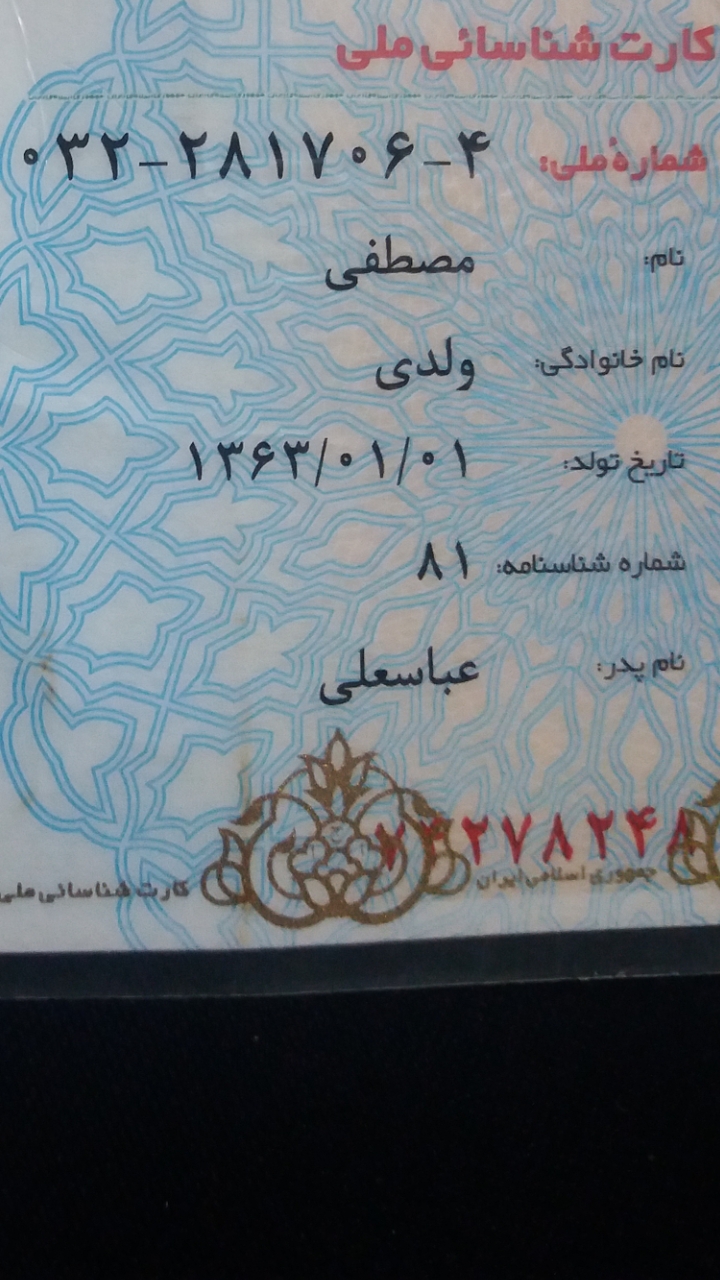 کارت شناسائی ملی
شمارهٔ ملی: ۰۳۲-۲۸۱۷۰۶-۴
نام: مصطفی
نام خانوادگی: ولدی
تاریخ تولد: ۱۳۶۳/۰۱/۰۱
شماره شناسنامه: ۸۱
نام پدر: عباسعلی
۲۷۸۲۴۸
جمهوری اسلامی ایران
کارت شناسائی ملی